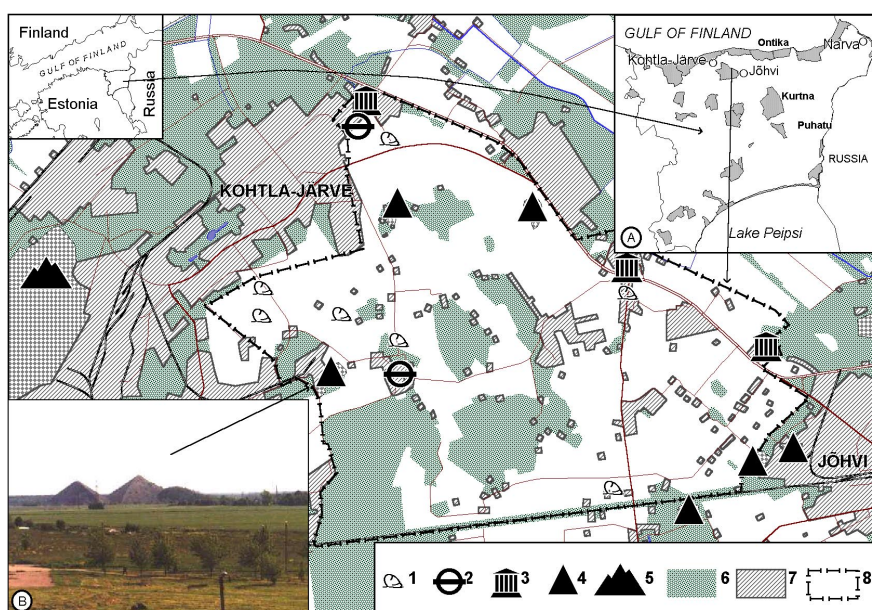 Finland
GULF OF FINLAND
Estonia
Russia
GULF OF FINLAND
Ontika
Narva
Kohtla-Järve
Jõhvi
Kurtna
Puhatu
RUSSIA
Lake Peipsi
A
KOHTLA-JÄRVE
JÕHVI
B
1 2 3 4 5 6 7 8